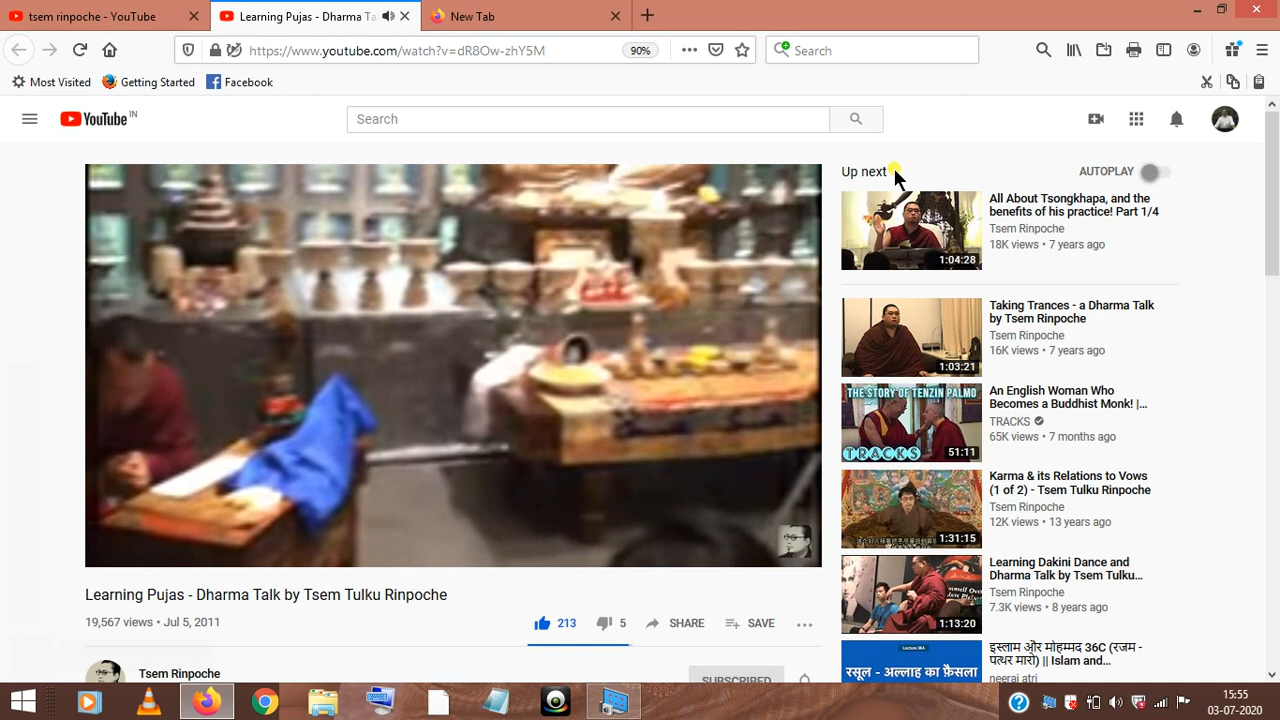 tsem rinpoche - YouTube
Learning Pujas - Dharma Ta
New Tab
https://www.youtube.com/watch?v=dR8Ow-zhY5M
90%
Search
Most Visited
Getting Started
Facebook
YouTube IN
Search
Up next
AUTOPLAY
All About Tsongkhapa, and the
benefits of his practice! Part 1/4
Tsem Rinpoche
18K views • 7 years ago
1:04:28
Taking Trances - a Dharma Talk
by Tsem Rinpoche
Tsem Rinpoche
16K views • 7 years ago
1:03:21
THE STORY OF TENZIN PALMO
TRACKS
51:11
An English Woman Who
Becomes a Buddhist Monk! |...
TRACKS
65K views • 7 months ago
Karma & its Relations to Vows
(1 of 2) - Tsem Tulku Rinpoche
Tsem Rinpoche
12K views • 13 years ago
1:31:15
Learning Dakini Dance and
Dharma Talk by Tsem Tulku...
Tsem Rinpoche
7.3K views • 8 years ago
1:13:20
Lecture 36A
रसूल - अल्लाह का फ़ैसला
इस्लाम और मोहम्मद 36C (रजम -
पत्थर मारो) || Islam and...
neeraj atri
Learning Pujas - Dharma Talk by Tsem Tulku Rinpoche
19,567 views • Jul 5, 2011
213
5
SHARE
SAVE
Tsem Rinpoche
SUBSCRIBED
15:55
03-07-2020